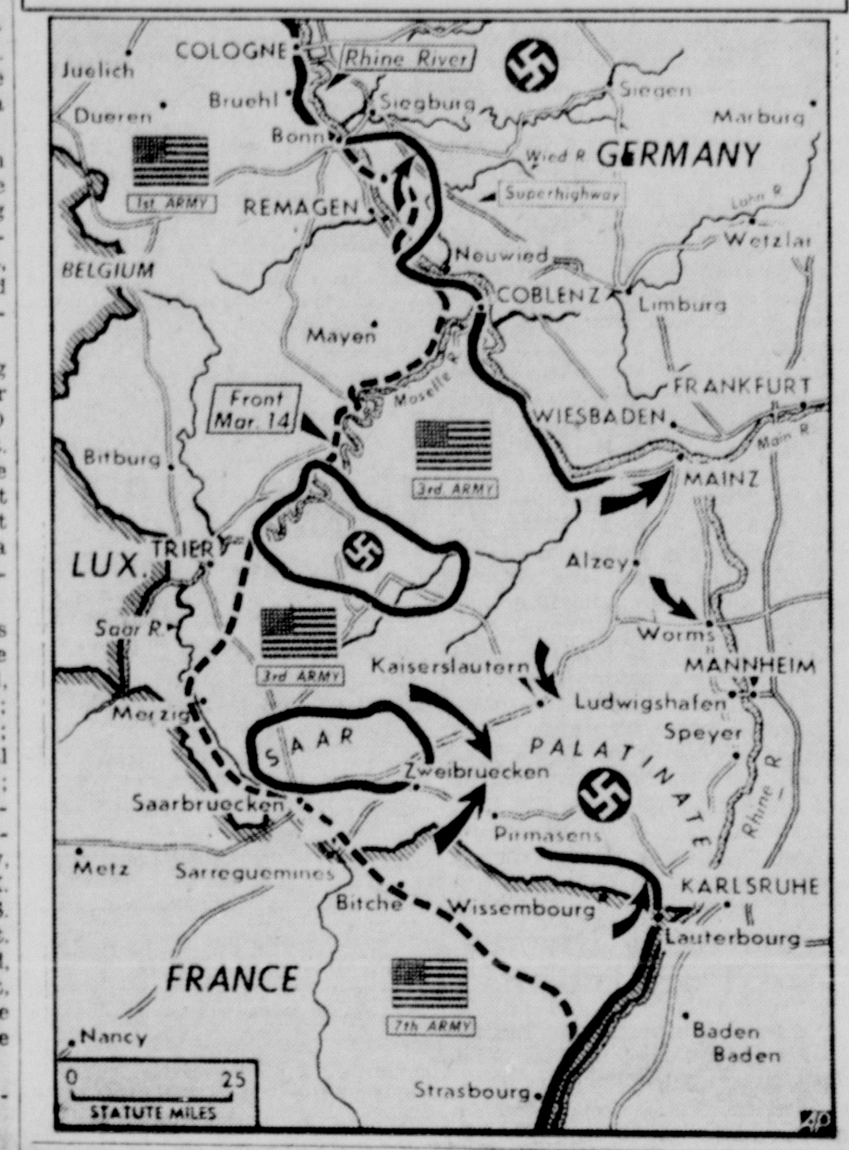 COLOGNE
Rhine River
Juelich
Bruehl
Siegburg
Siegen
Dueren
Marburg
Bonn
Wied R.
GERMANY
1st. ARMY
REMAGEN
Superhighway
Lahn R.
Wetzlar
BELGIUM
Neuwied
COBLENZ
Limburg
Mayen
Moselle R.
FRANKFURT
Front
Mar. 14
WIESBADEN
Main R.
Bitburg
3rd. ARMY
MAINZ
LUX.
TRIER
Alzey
Saar R.
Worms
3rd ARMY
Kaiserslautern
MANNHEIM
Merzig
Ludwigshafen
SAAR
Speyer
PALATINATE
Zweibruecken
Saarbruecken
Rhine R
Pirmasens
Metz
Sarreguemines
KARLSRUHE
Bitche
Wissembourg
Lauterbourg
FRANCE
7th ARMY
Nancy
Baden
Baden
0 25
STATUTE MILES
Strasbourg
AP